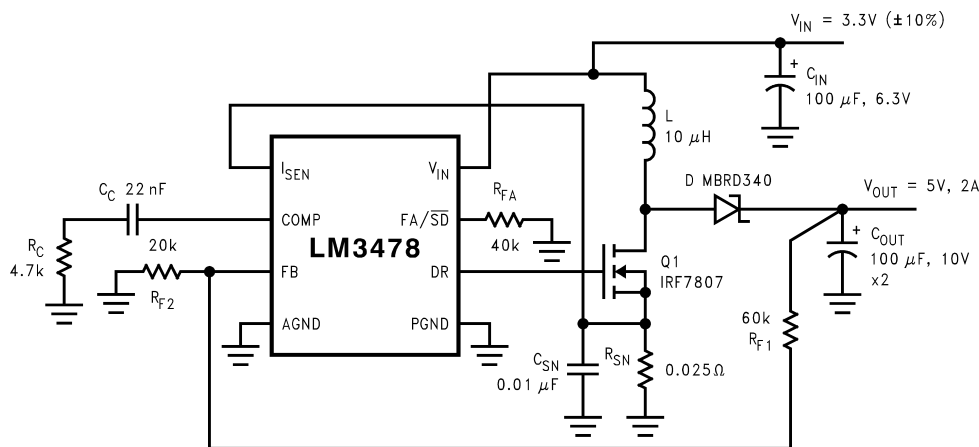 V_IN = 3.3V (±10%)
C_IN
100 µF, 6.3V
+
L
10 µH
I_SEN
V_IN
D MBRD340
V_OUT = 5V, 2A
C_C 22 nF
R_FA
COMP
FA/S̅D̅
+
C_OUT
100 µF, 10V
x2
R_C
4.7k
20k
LM3478
40k
R_F2
FB
DR
Q1
IRF7807
AGND
PGND
60k
R_F1
C_SN
0.01 µF
R_SN
0.025Ω